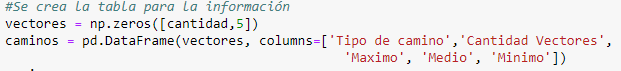 #Se crea la tabla para la información
vectores = np.zeros([cantidad,5])
caminos = pd.DataFrame(vectores, columns=['Tipo de camino','Cantidad Vectores',
'Maximo', 'Medio', 'Minimo'])